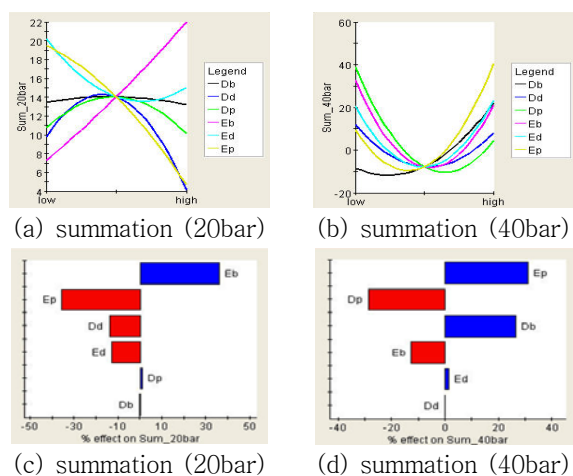 22
20
18
16
14
12
10
8
6
4
Sum_20bar
low
high
Legend
Db
Dd
Dp
Eb
Ed
Ep
60
40
20
0
-20
Sum_40bar
low
high
Legend
Db
Dd
Dp
Eb
Ed
Ep
(a) summation (20bar)
(b) summation (40bar)
Eb
Ep
Dd
Ed
Dp
Db
-50 -30 -10 10 30 50
% effect on Sum_20bar
Ep
Dp
Db
Eb
Ed
Dd
-40 -20 0 20 40
% effect on Sum_40bar
(c) summation (20bar)
(d) summation (40bar)